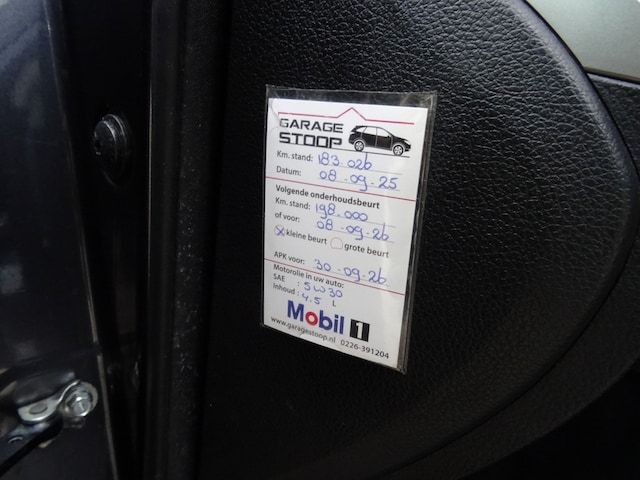 GARAGE
STOOP
Km. stand: 183.026
Datum: 08-09-25
Volgende onderhoudsbeurt
Km. stand: 198.000
of voor: 08-09-26
kleine beurt grote beurt
APK voor: 30-09-26
Motorolie in uw auto:
SAE : 5W30
Inhoud : 4.5 L
Mobil 1
www.garagestoop.nl 0226-391204